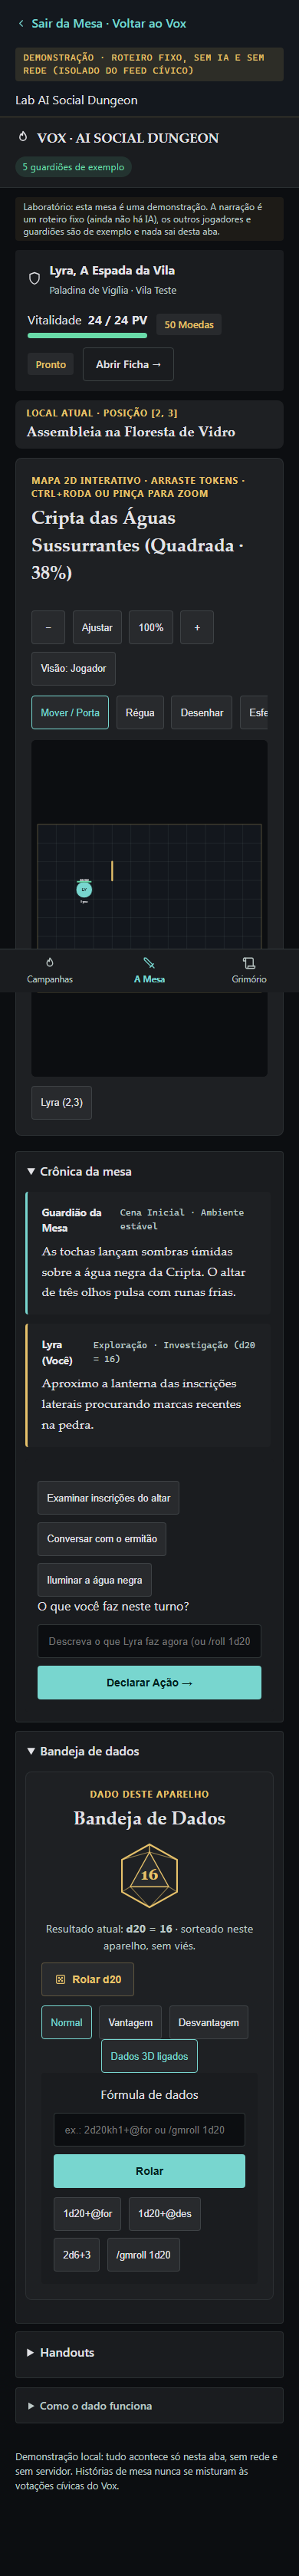 Sair da Mesa · Voltar ao Vox
DEMONSTRAÇÃO · ROTEIRO FIXO, SEM IA E SEM
REDE (ISOLADO DO FEED CÍVICO)
Lab AI Social Dungeon
VOX · AI SOCIAL DUNGEON
5 guardiões de exemplo
Laboratório: esta mesa é uma demonstração. A narração é
um roteiro fixo (ainda não há IA), os outros jogadores e
guardiões são de exemplo e nada sai desta aba.
Lyra, A Espada da Vila
Paladina de Vigília · Vila Teste
Vitalidade 24 / 24 PV
50 Moedas
Pronto
Abrir Ficha →
LOCAL ATUAL · POSIÇÃO [2, 3]
Assembleia na Floresta de Vidro
MAPA 2D INTERATIVO · ARRASTE TOKENS ·
CTRL+RODA OU PINÇA PARA ZOOM
Cripta das Águas
Sussurrantes (Quadrada ·
38%)
−
Ajustar
100%
+
Visão: Jogador
Mover / Porta
Régua
Desenhar
Esfe
LY
Campanhas
A Mesa
Grimório
Lyra (2,3)
▼ Crônica da mesa
Guardião da
Mesa
Cena Inicial · Ambiente
estável
As tochas lançam sombras úmidas
sobre a água negra da Cripta. O altar
de três olhos pulsa com runas frias.
Lyra
(Você)
Exploração · Investigação (d20
= 16)
Aproximo a lanterna das inscrições
laterais procurando marcas recentes
na pedra.
Examinar inscrições do altar
Conversar com o ermitão
Iluminar a água negra
O que você faz neste turno?
Descreva o que Lyra faz agora (ou /roll 1d20
Declarar Ação →
▼ Bandeja de dados
DADO DESTE APARELHO
Bandeja de Dados
16
Resultado atual: d20 = 16 · sorteado neste
aparelho, sem viés.
Rolar d20
Normal
Vantagem
Desvantagem
Dados 3D ligados
Fórmula de dados
ex.: 2d20kh1+@for ou /gmroll 1d20
Rolar
1d20+@for
1d20+@des
2d6+3
/gmroll 1d20
▶ Handouts
▶ Como o dado funciona
Demonstração local: tudo acontece só nesta aba, sem rede e
sem servidor. Histórias de mesa nunca se misturam às
votações cívicas do Vox.